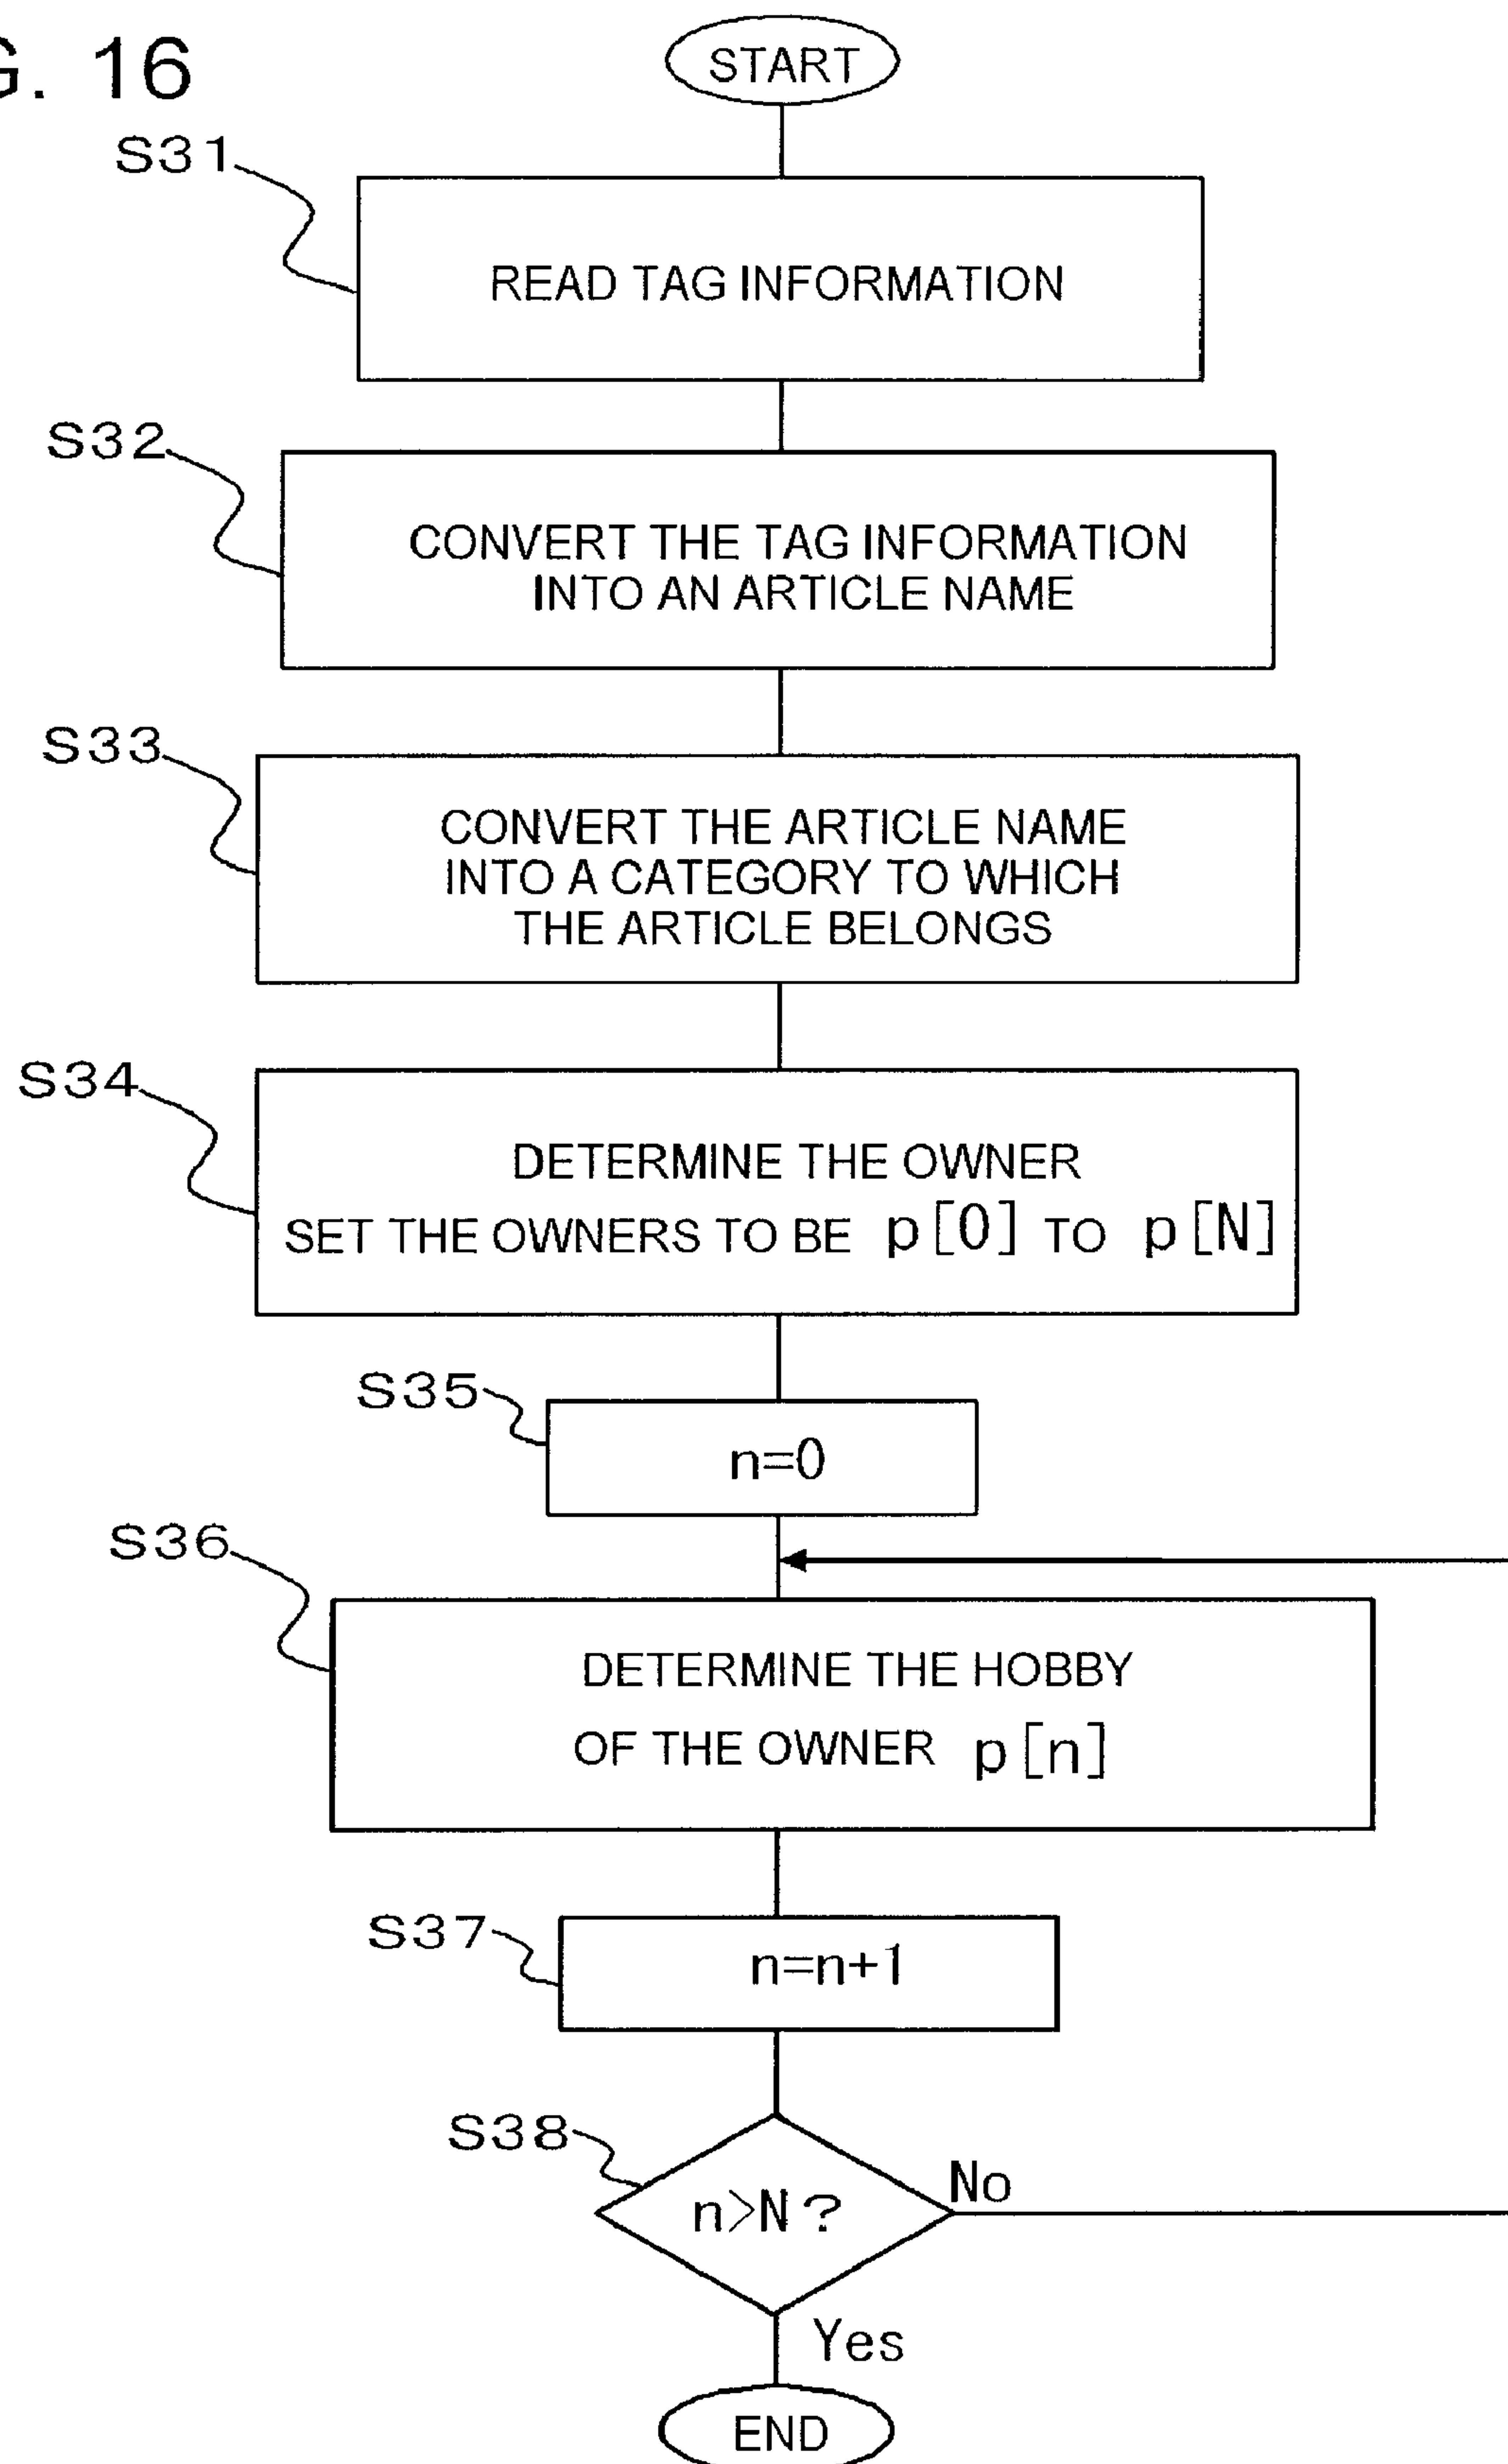 G. 16
START
S31
READ TAG INFORMATION
S32
CONVERT THE TAG INFORMATION
INTO AN ARTICLE NAME
S33
CONVERT THE ARTICLE NAME
INTO A CATEGORY TO WHICH
THE ARTICLE BELONGS
S34
DETERMINE THE OWNER
SET THE OWNERS TO BE p[0] TO p[N]
S35
n=0
S36
DETERMINE THE HOBBY
OF THE OWNER p[n]
S37
n=n+1
S38
n>N?
No
Yes
END